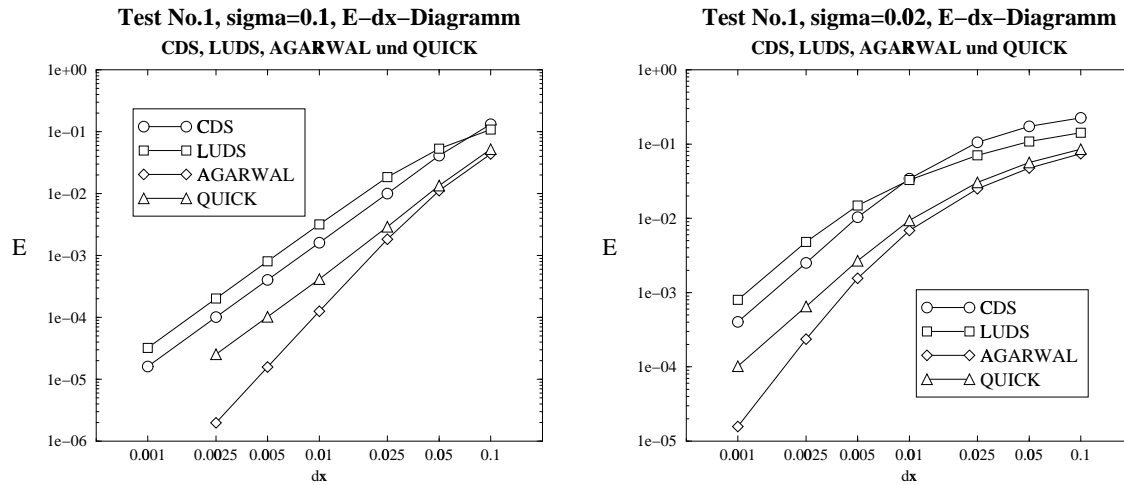 Test No.1, sigma=0.1, E-dx-Diagramm
CDS, LUDS, AGARWAL und QUICK
1e+00
1e-01
1e-02
1e-03
1e-04
1e-05
1e-06
E
CDS
LUDS
AGARWAL
QUICK
0.001 0.0025 0.005 0.01 0.025 0.05 0.1
dx
Test No.1, sigma=0.02, E-dx-Diagramm
CDS, LUDS, AGARWAL und QUICK
1e+00
1e-01
1e-02
1e-03
1e-04
1e-05
E
CDS
LUDS
AGARWAL
QUICK
0.001 0.0025 0.005 0.01 0.025 0.05 0.1
dx